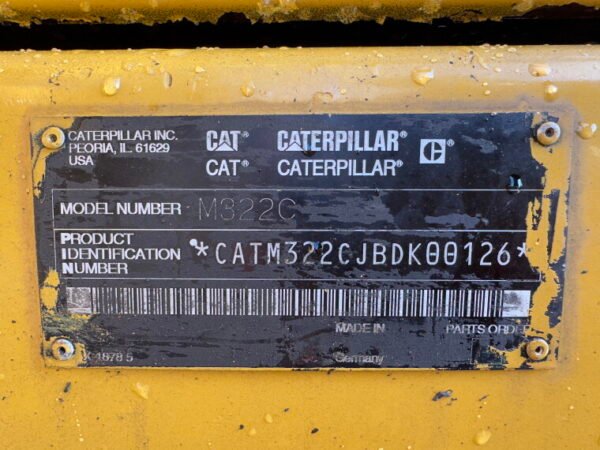 CATERPILLAR INC.
PEORIA, IL. 61629
USA
CAT® CATERPILLAR®
CAT® CATERPILLAR®
C®
MODEL NUMBER M322C
PRODUCT
IDENTIFICATION
NUMBER
*CATM322CJBDK00126*
MADE IN PARTS ORDER
Germany